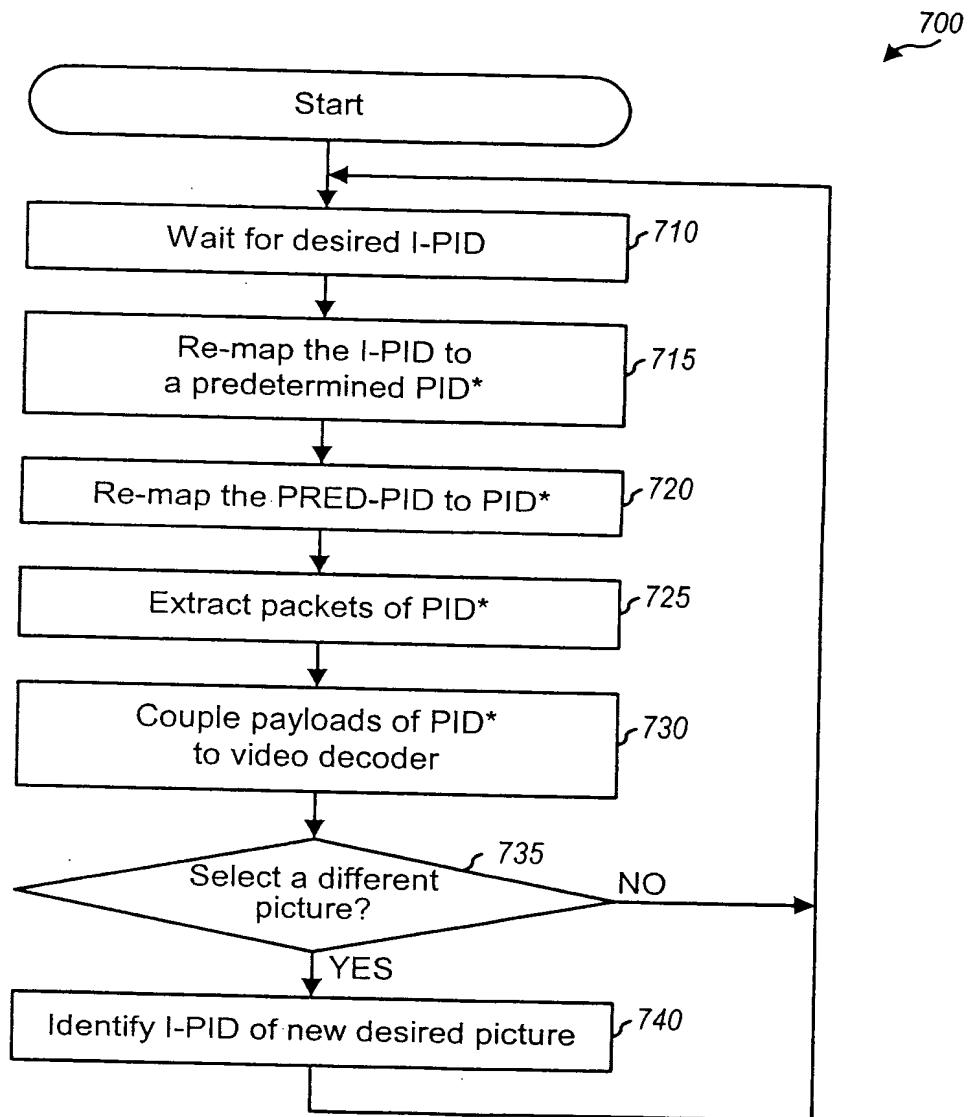 700
Start
Wait for desired I-PID
710
Re-map the I-PID to
a predetermined PID*
715
Re-map the PRED-PID to PID*
720
Extract packets of PID*
725
Couple payloads of PID*
to video decoder
730
735
Select a different
picture?
NO
YES
Identify I-PID of new desired picture
740